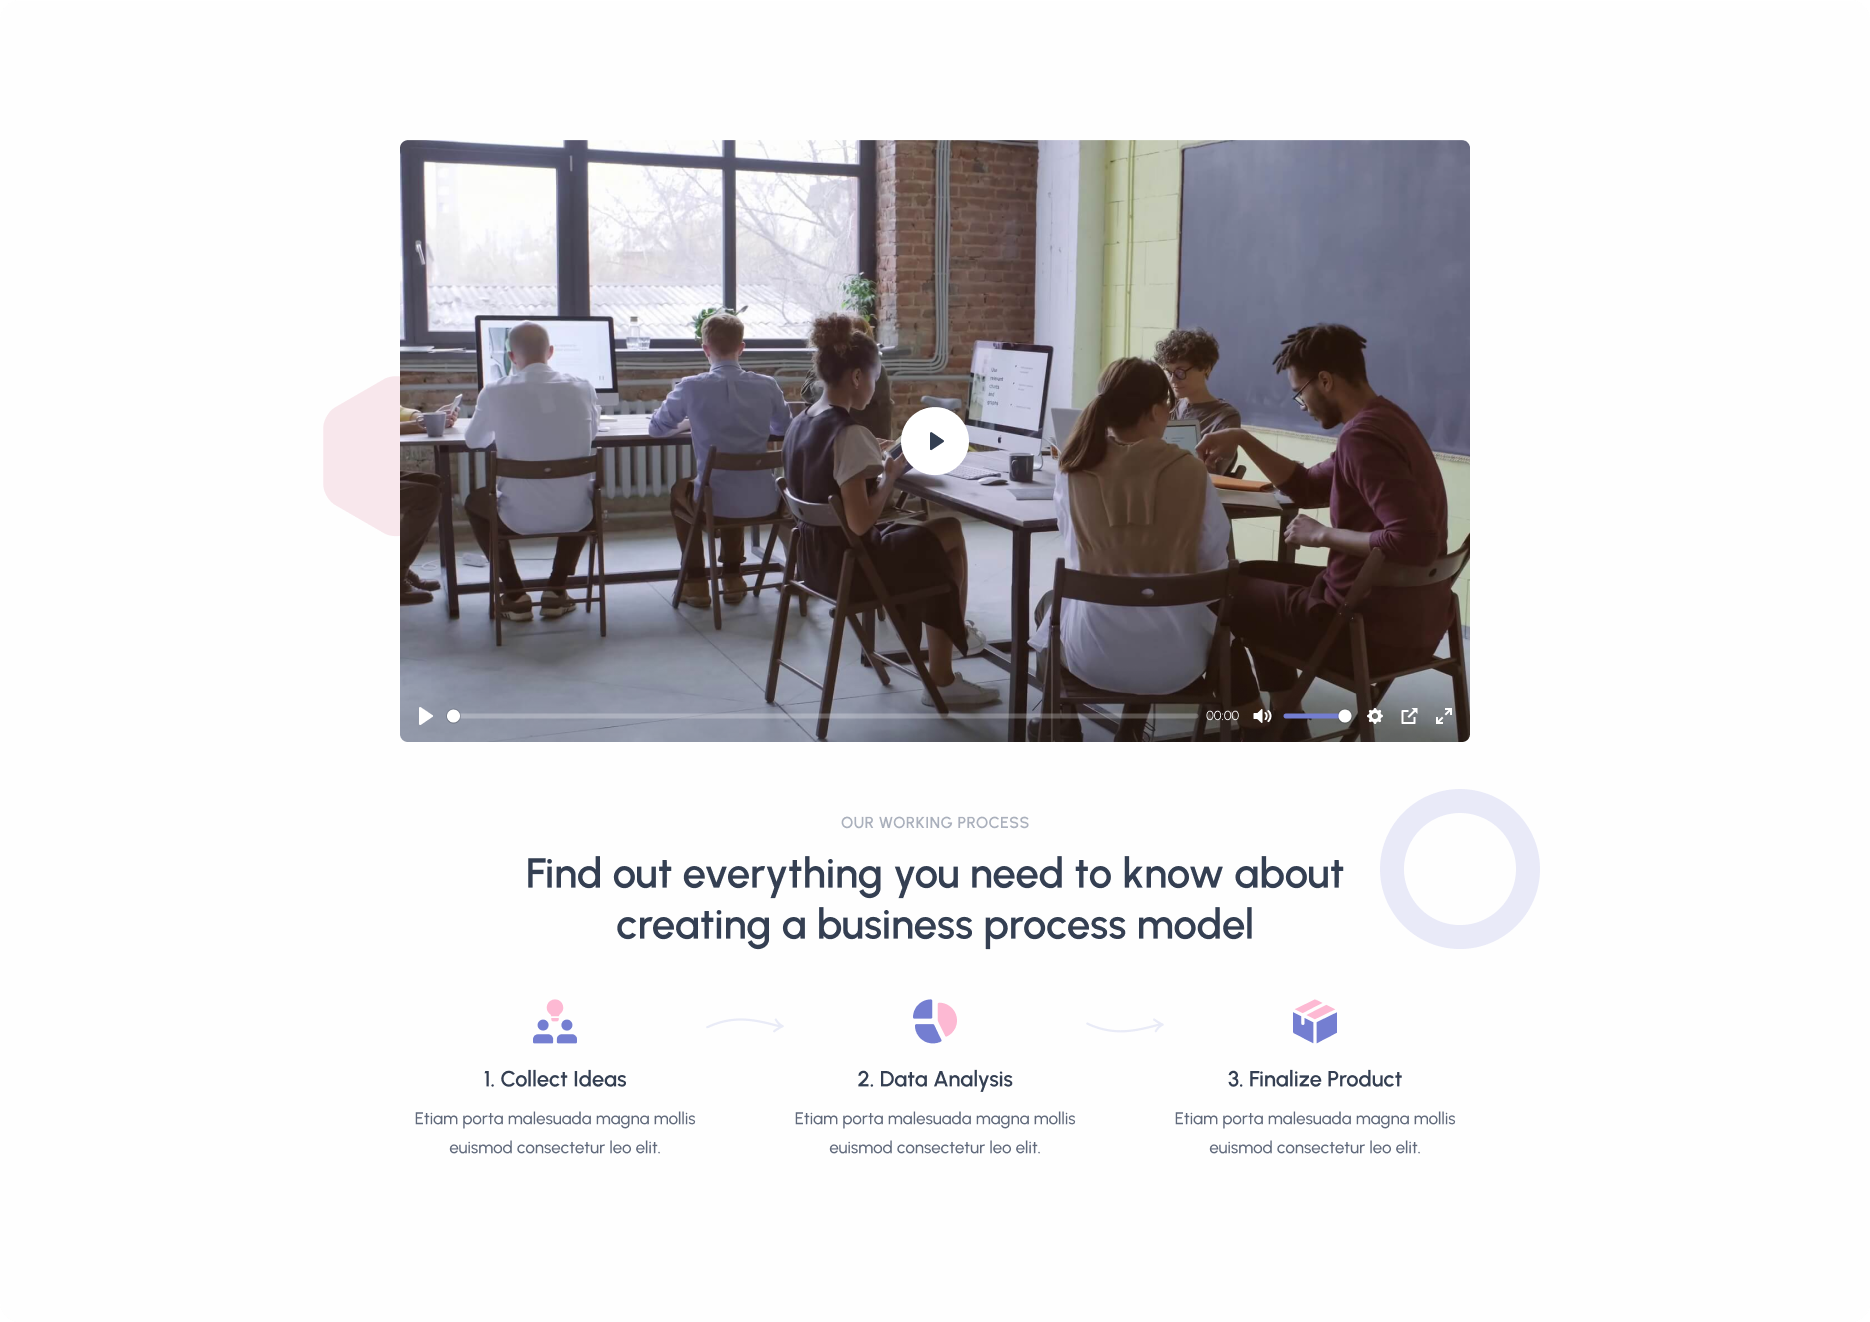 00:00
OUR WORKING PROCESS
Find out everything you need to know about
creating a business process model
1. Collect Ideas
Etiam porta malesuada magna mollis
euismod consectetur leo elit.
2. Data Analysis
Etiam porta malesuada magna mollis
euismod consectetur leo elit.
3. Finalize Product
Etiam porta malesuada magna mollis
euismod consectetur leo elit.